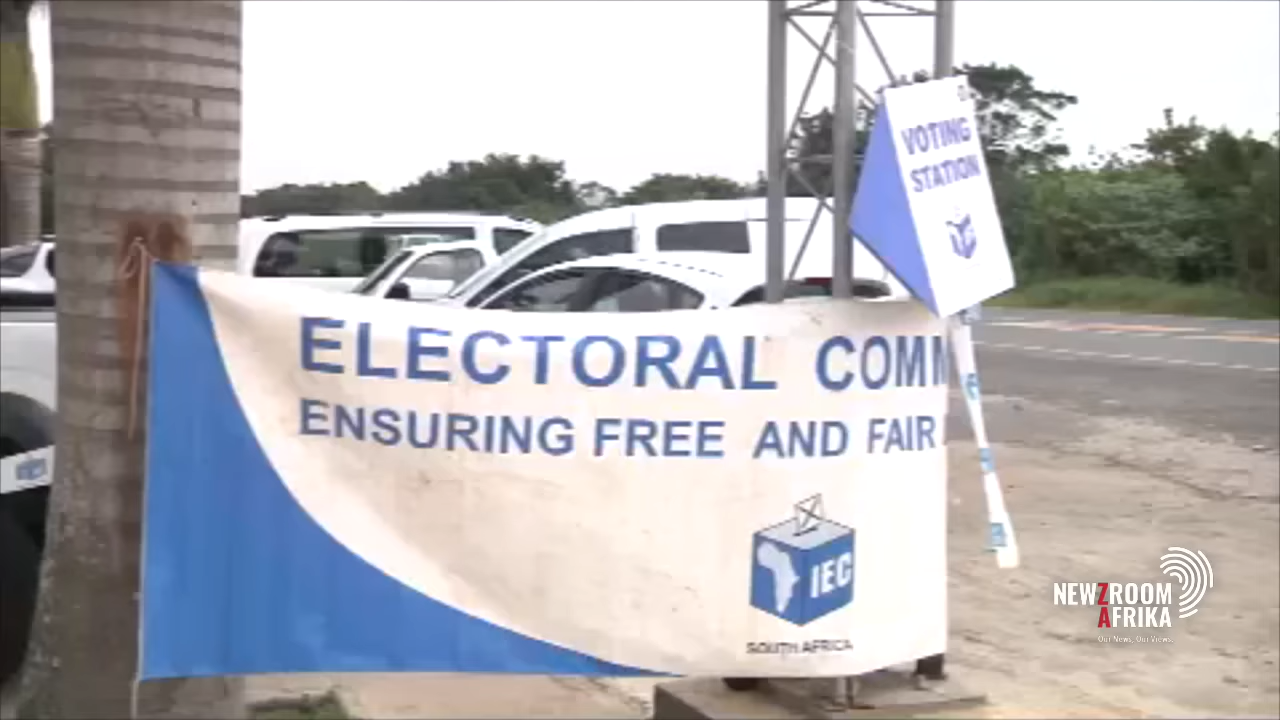 VOTING
STATION
ELECTORAL COMM
ENSURING FREE AND FAIR
IEC
SOUTH AFRICA
NEWZROOM
AFRIKA
Our News. Our Views.